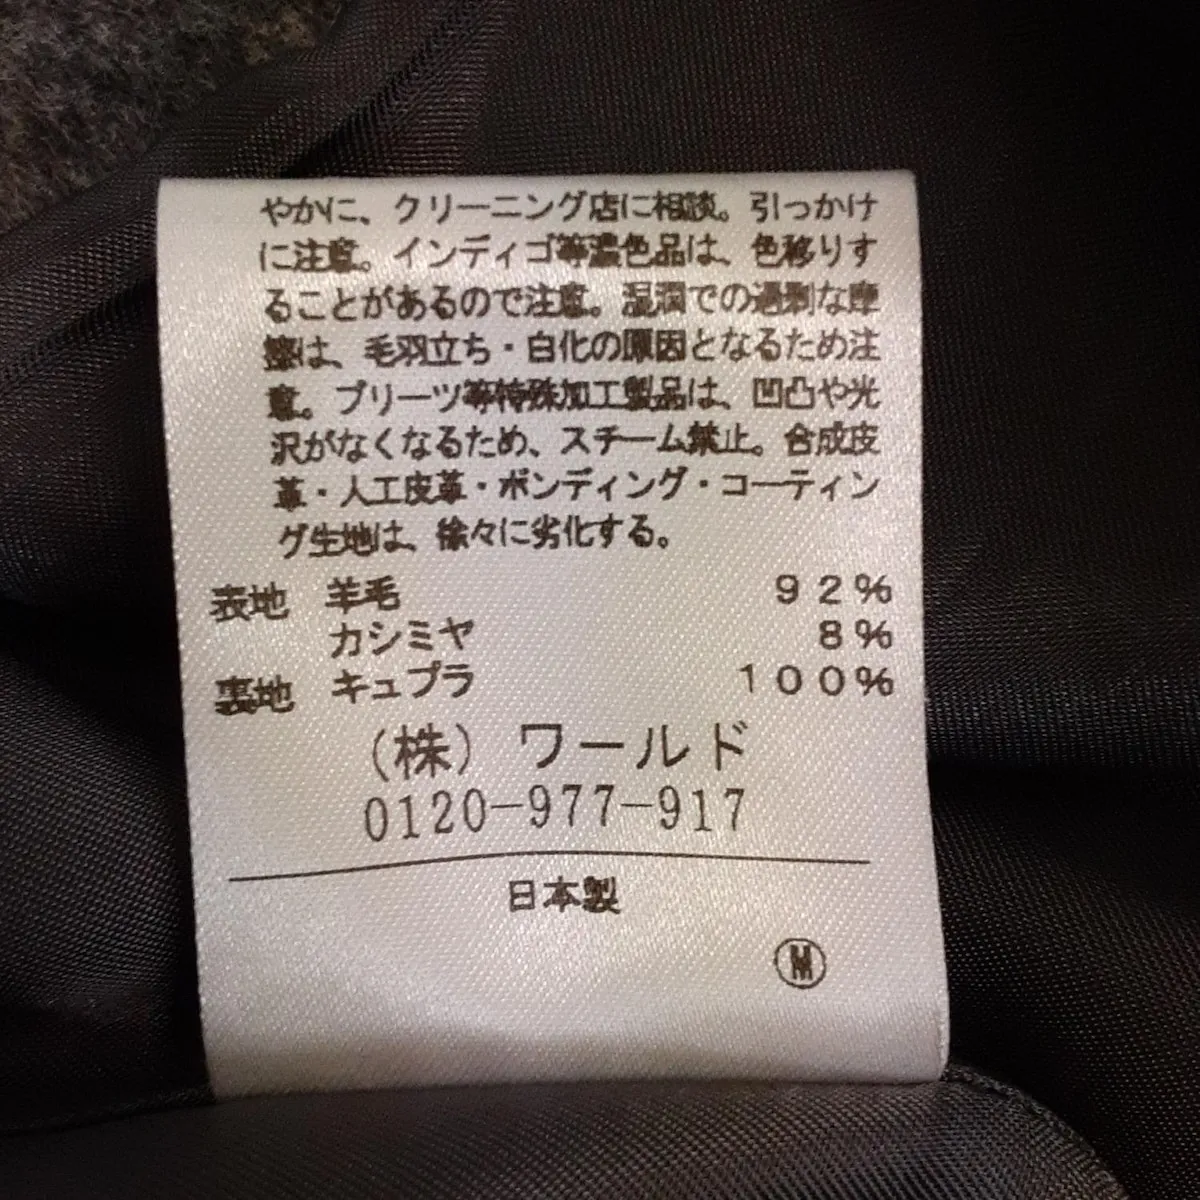 やかに、クリーニング店に相談。引っかけ
に注意。インディゴ等濃色品は、色移りす
ることがあるので注意。湿潤での過剰な摩
擦は、毛羽立ち・白化の原因となるため注
意。プリーツ等特殊加工製品は、凹凸や光
沢がなくなるため、スチーム禁止。合成皮
革・人工皮革・ボンディング・コーティン
グ生地は、徐々に劣化する。
表地 羊毛 92%
カシミヤ 8%
裏地 キュプラ 100%
(株) ワールド
0120-977-917
日本製
Ⓜ